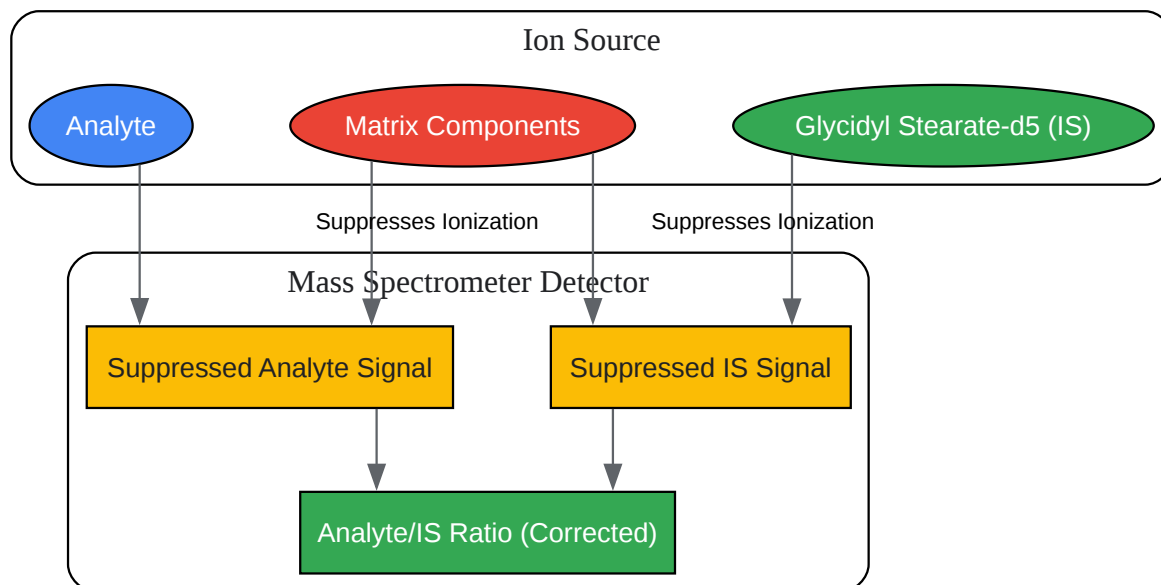 Ion Source
Analyte
Matrix Components
Glycidyl Stearate-d5 (IS)
Suppresses Ionization
Suppresses Ionization
Mass Spectrometer Detector
Suppressed Analyte Signal
Suppressed IS Signal
Analyte/IS Ratio (Corrected)